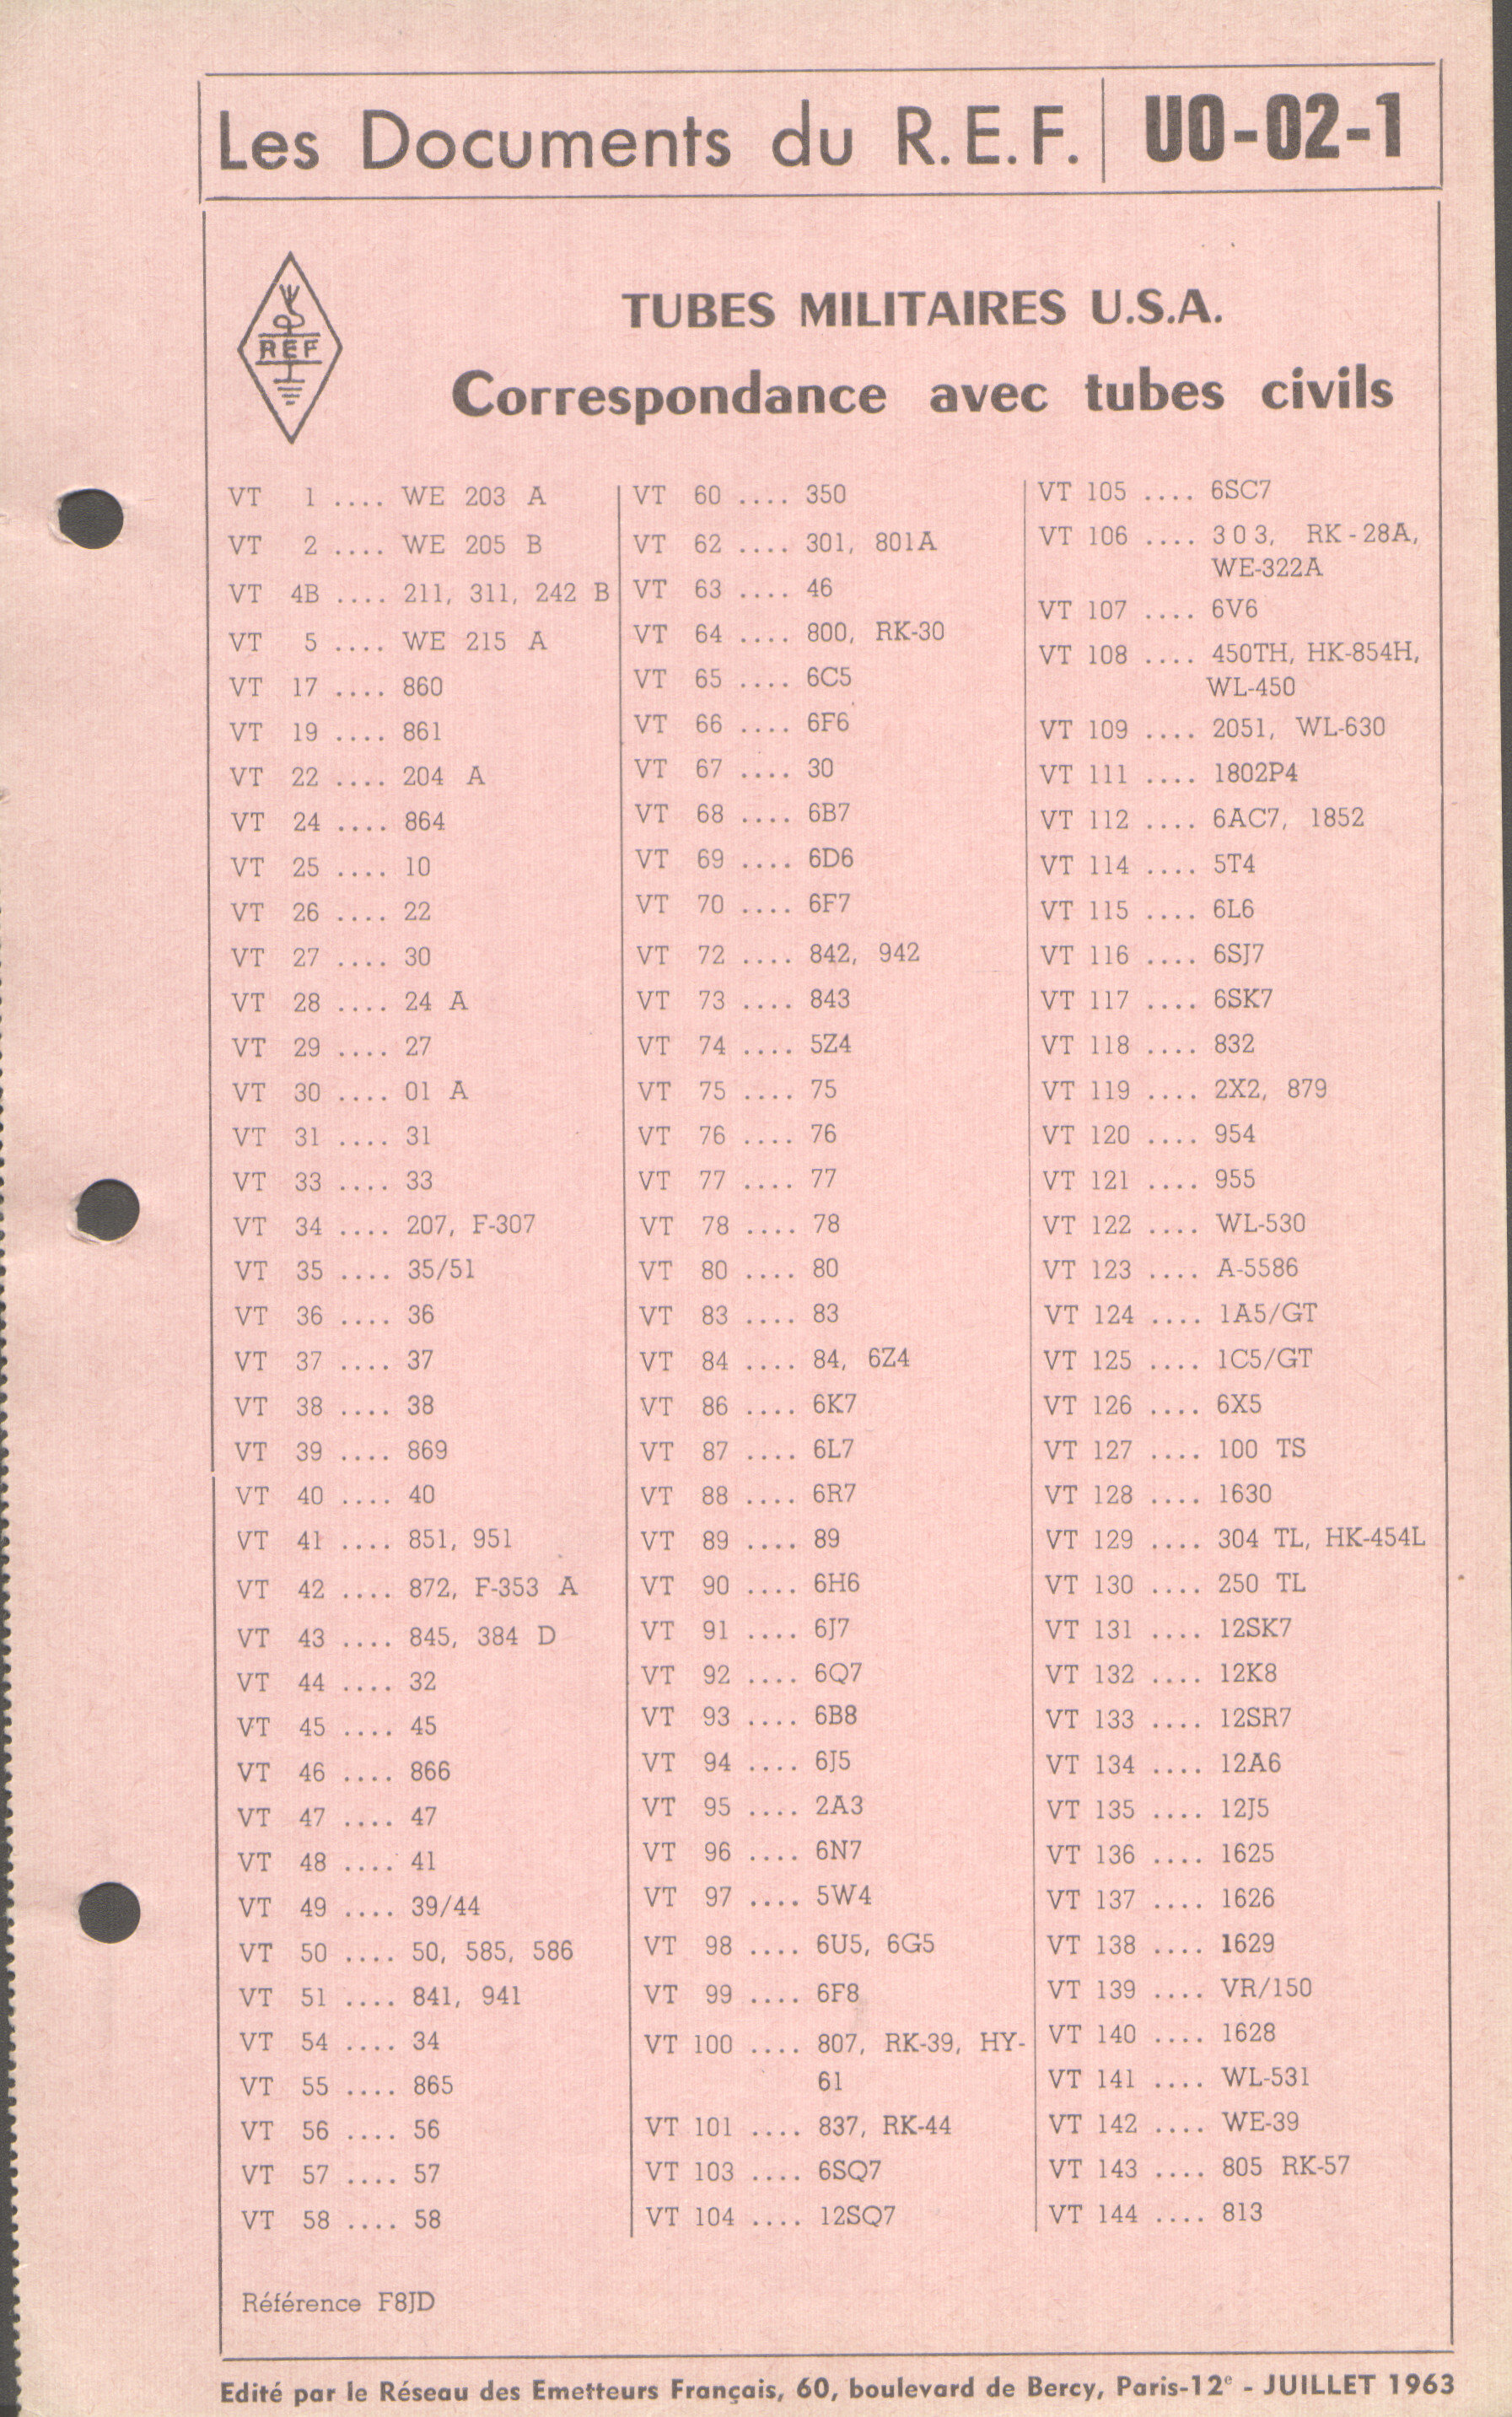 Les Documents du R.E.F.
UO-02-1
REF
TUBES MILITAIRES U.S.A.
Correspondance avec tubes civils
VT 1 .... WE 203 A
VT 2 .... WE 205 B
VT 4B .... 211, 311, 242 B
VT 5 .... WE 215 A
VT 17 .... 860
VT 19 .... 861
VT 22 .... 204 A
VT 24 .... 864
VT 25 .... 10
VT 26 .... 22
VT 27 .... 30
VT 28 .... 24 A
VT 29 .... 27
VT 30 .... 01 A
VT 31 .... 31
VT 33 .... 33
VT 34 .... 207, F-307
VT 35 .... 35/51
VT 36 .... 36
VT 37 .... 37
VT 38 .... 38
VT 39 .... 869
VT 40 .... 40
VT 41 .... 851, 951
VT 42 .... 872, F-353 A
VT 43 .... 845, 384 D
VT 44 .... 32
VT 45 .... 45
VT 46 .... 866
VT 47 .... 47
VT 48 .... 41
VT 49 .... 39/44
VT 50 .... 50, 585, 586
VT 51 .... 841, 941
VT 54 .... 34
VT 55 .... 865
VT 56 .... 56
VT 57 .... 57
VT 58 .... 58
VT 60 .... 350
VT 62 .... 301, 801A
VT 63 .... 46
VT 64 .... 800, RK-30
VT 65 .... 6C5
VT 66 .... 6F6
VT 67 .... 30
VT 68 .... 6B7
VT 69 .... 6D6
VT 70 .... 6F7
VT 72 .... 842, 942
VT 73 .... 843
VT 74 .... 5Z4
VT 75 .... 75
VT 76 .... 76
VT 77 .... 77
VT 78 .... 78
VT 80 .... 80
VT 83 .... 83
VT 84 .... 84, 6Z4
VT 86 .... 6K7
VT 87 .... 6L7
VT 88 .... 6R7
VT 89 .... 89
VT 90 .... 6H6
VT 91 .... 6J7
VT 92 .... 6Q7
VT 93 .... 6B8
VT 94 .... 6J5
VT 95 .... 2A3
VT 96 .... 6N7
VT 97 .... 5W4
VT 98 .... 6U5, 6G5
VT 99 .... 6F8
VT 100 .... 807, RK-39, HY-
61
VT 101 .... 837, RK-44
VT 103 .... 6SQ7
VT 104 .... 12SQ7
VT 105 .... 6SC7
VT 106 .... 303, RK-28A,
WE-322A
VT 107 .... 6V6
VT 108 .... 450TH, HK-854H,
WL-450
VT 109 .... 2051, WL-630
VT 111 .... 1802P4
VT 112 .... 6AC7, 1852
VT 114 .... 5T4
VT 115 .... 6L6
VT 116 .... 6SJ7
VT 117 .... 6SK7
VT 118 .... 832
VT 119 .... 2X2, 879
VT 120 .... 954
VT 121 .... 955
VT 122 .... WL-530
VT 123 .... A-5586
VT 124 .... 1A5/GT
VT 125 .... 1C5/GT
VT 126 .... 6X5
VT 127 .... 100 TS
VT 128 .... 1630
VT 129 .... 304 TL, HK-454L
VT 130 .... 250 TL
VT 131 .... 12SK7
VT 132 .... 12K8
VT 133 .... 12SR7
VT 134 .... 12A6
VT 135 .... 12J5
VT 136 .... 1625
VT 137 .... 1626
VT 138 .... 1629
VT 139 .... VR/150
VT 140 .... 1628
VT 141 .... WL-531
VT 142 .... WE-39
VT 143 .... 805 RK-57
VT 144 .... 813
Référence F8JD
Edité par le Réseau des Emetteurs Français, 60, boulevard de Bercy, Paris-12e - JUILLET 1963